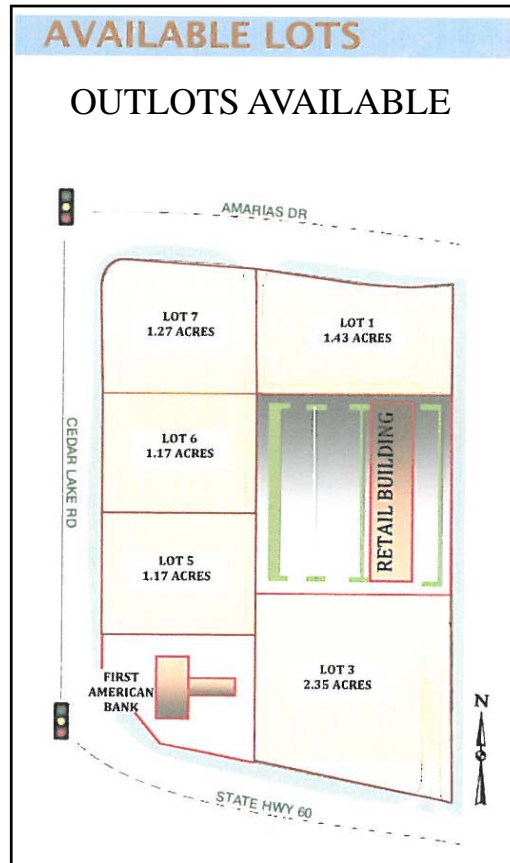 AVAILABLE LOTS
OUTLOTS AVAILABLE
AMARIAS DR
LOT 7
1.27 ACRES
LOT 1
1.43 ACRES
CEDAR LAKE RD
LOT 6
1.17 ACRES
RETAIL BUILDING
LOT 5
1.17 ACRES
FIRST
AMERICAN
BANK
LOT 3
2.35 ACRES
N
STATE HWY 60